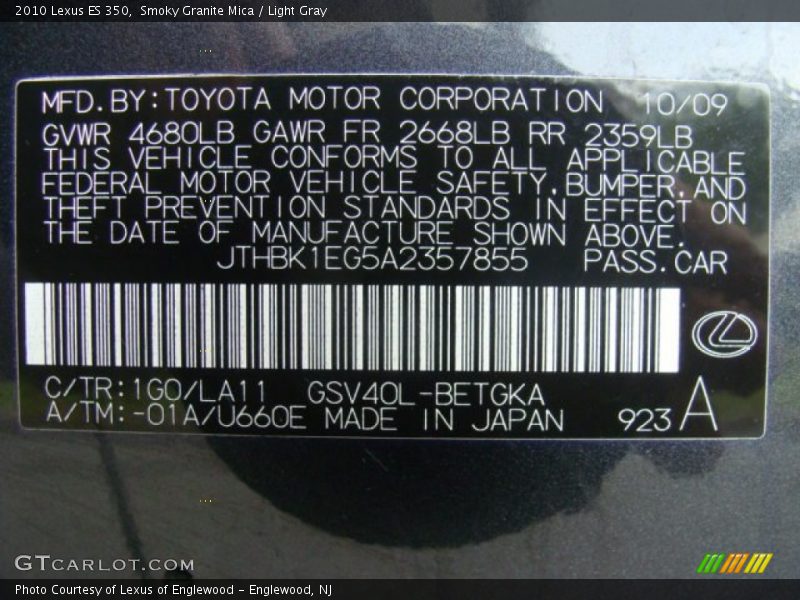 2010 Lexus ES 350, Smoky Granite Mica / Light Gray
MFD.BY:TOYOTA MOTOR CORPORATION 10/09
GVWR 4680LB GAWR FR 2668LB RR 2359LB
THIS VEHICLE CONFORMS TO ALL APPLICABLE
FEDERAL MOTOR VEHICLE SAFETY,BUMPER,AND
THEFT PREVENTION STANDARDS IN EFFECT ON
THE DATE OF MANUFACTURE SHOWN ABOVE.
JTHBK1EG5A2357855 PASS.CAR
C/TR:1G0/LA11 GSV40L-BETGKA
A/TM:-01A/U660E MADE IN JAPAN 923 A
GTCARLOT.COM
Photo Courtesy of Lexus of Englewood - Englewood, NJ